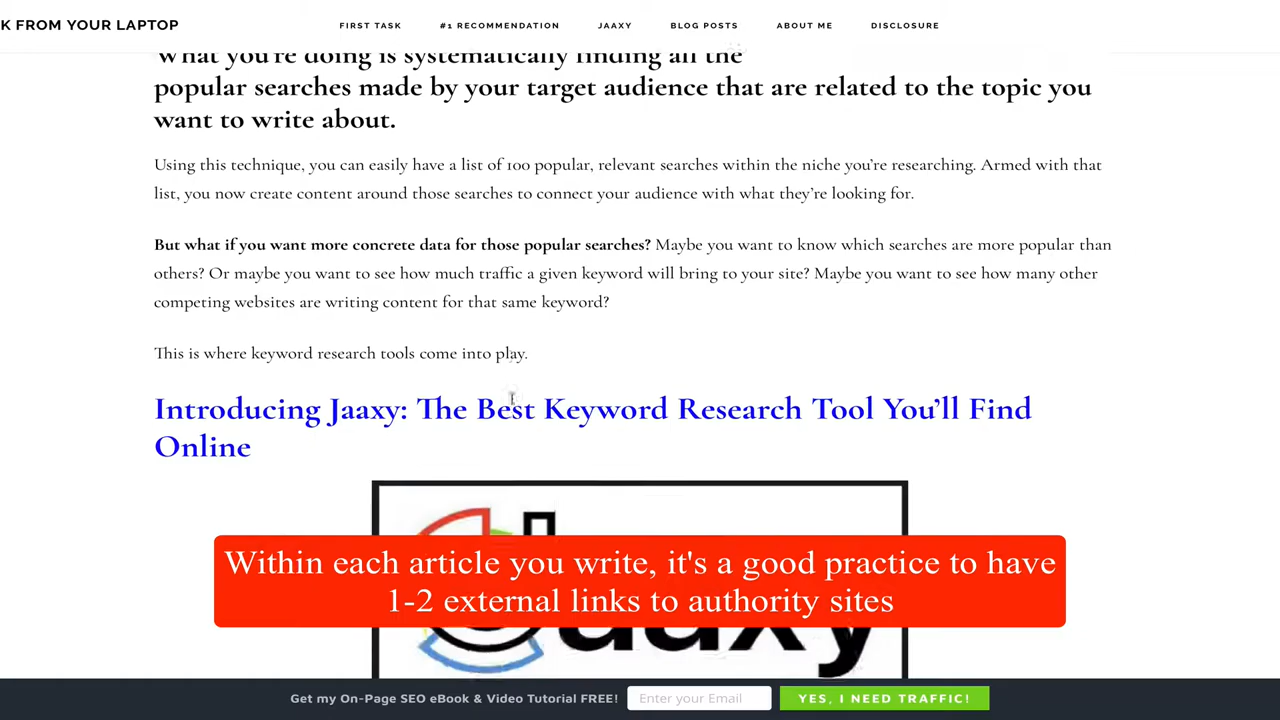 K FROM YOUR LAPTOP
FIRST TASK
#1 RECOMMENDATION
JAAXY
BLOG POSTS
ABOUT ME
DISCLOSURE
What you're doing is systematically finding all the
popular searches made by your target audience that are related to the topic you
want to write about.
Using this technique, you can easily have a list of 100 popular, relevant searches within the niche you're researching. Armed with that
list, you now create content around those searches to connect your audience with what they're looking for.
But what if you want more concrete data for those popular searches? Maybe you want to know which searches are more popular than
others? Or maybe you want to see how much traffic a given keyword will bring to your site? Maybe you want to see how many other
competing websites are writing content for that same keyword?
This is where keyword research tools come into play.
Introducing Jaaxy: The Best Keyword Research Tool You'll Find
Online
Within each article you write, it's a good practice to have
1-2 external links to authority sites
Get my On-Page SEO eBook & Video Tutorial FREE!
Enter your Email
YES, I NEED TRAFFIC!